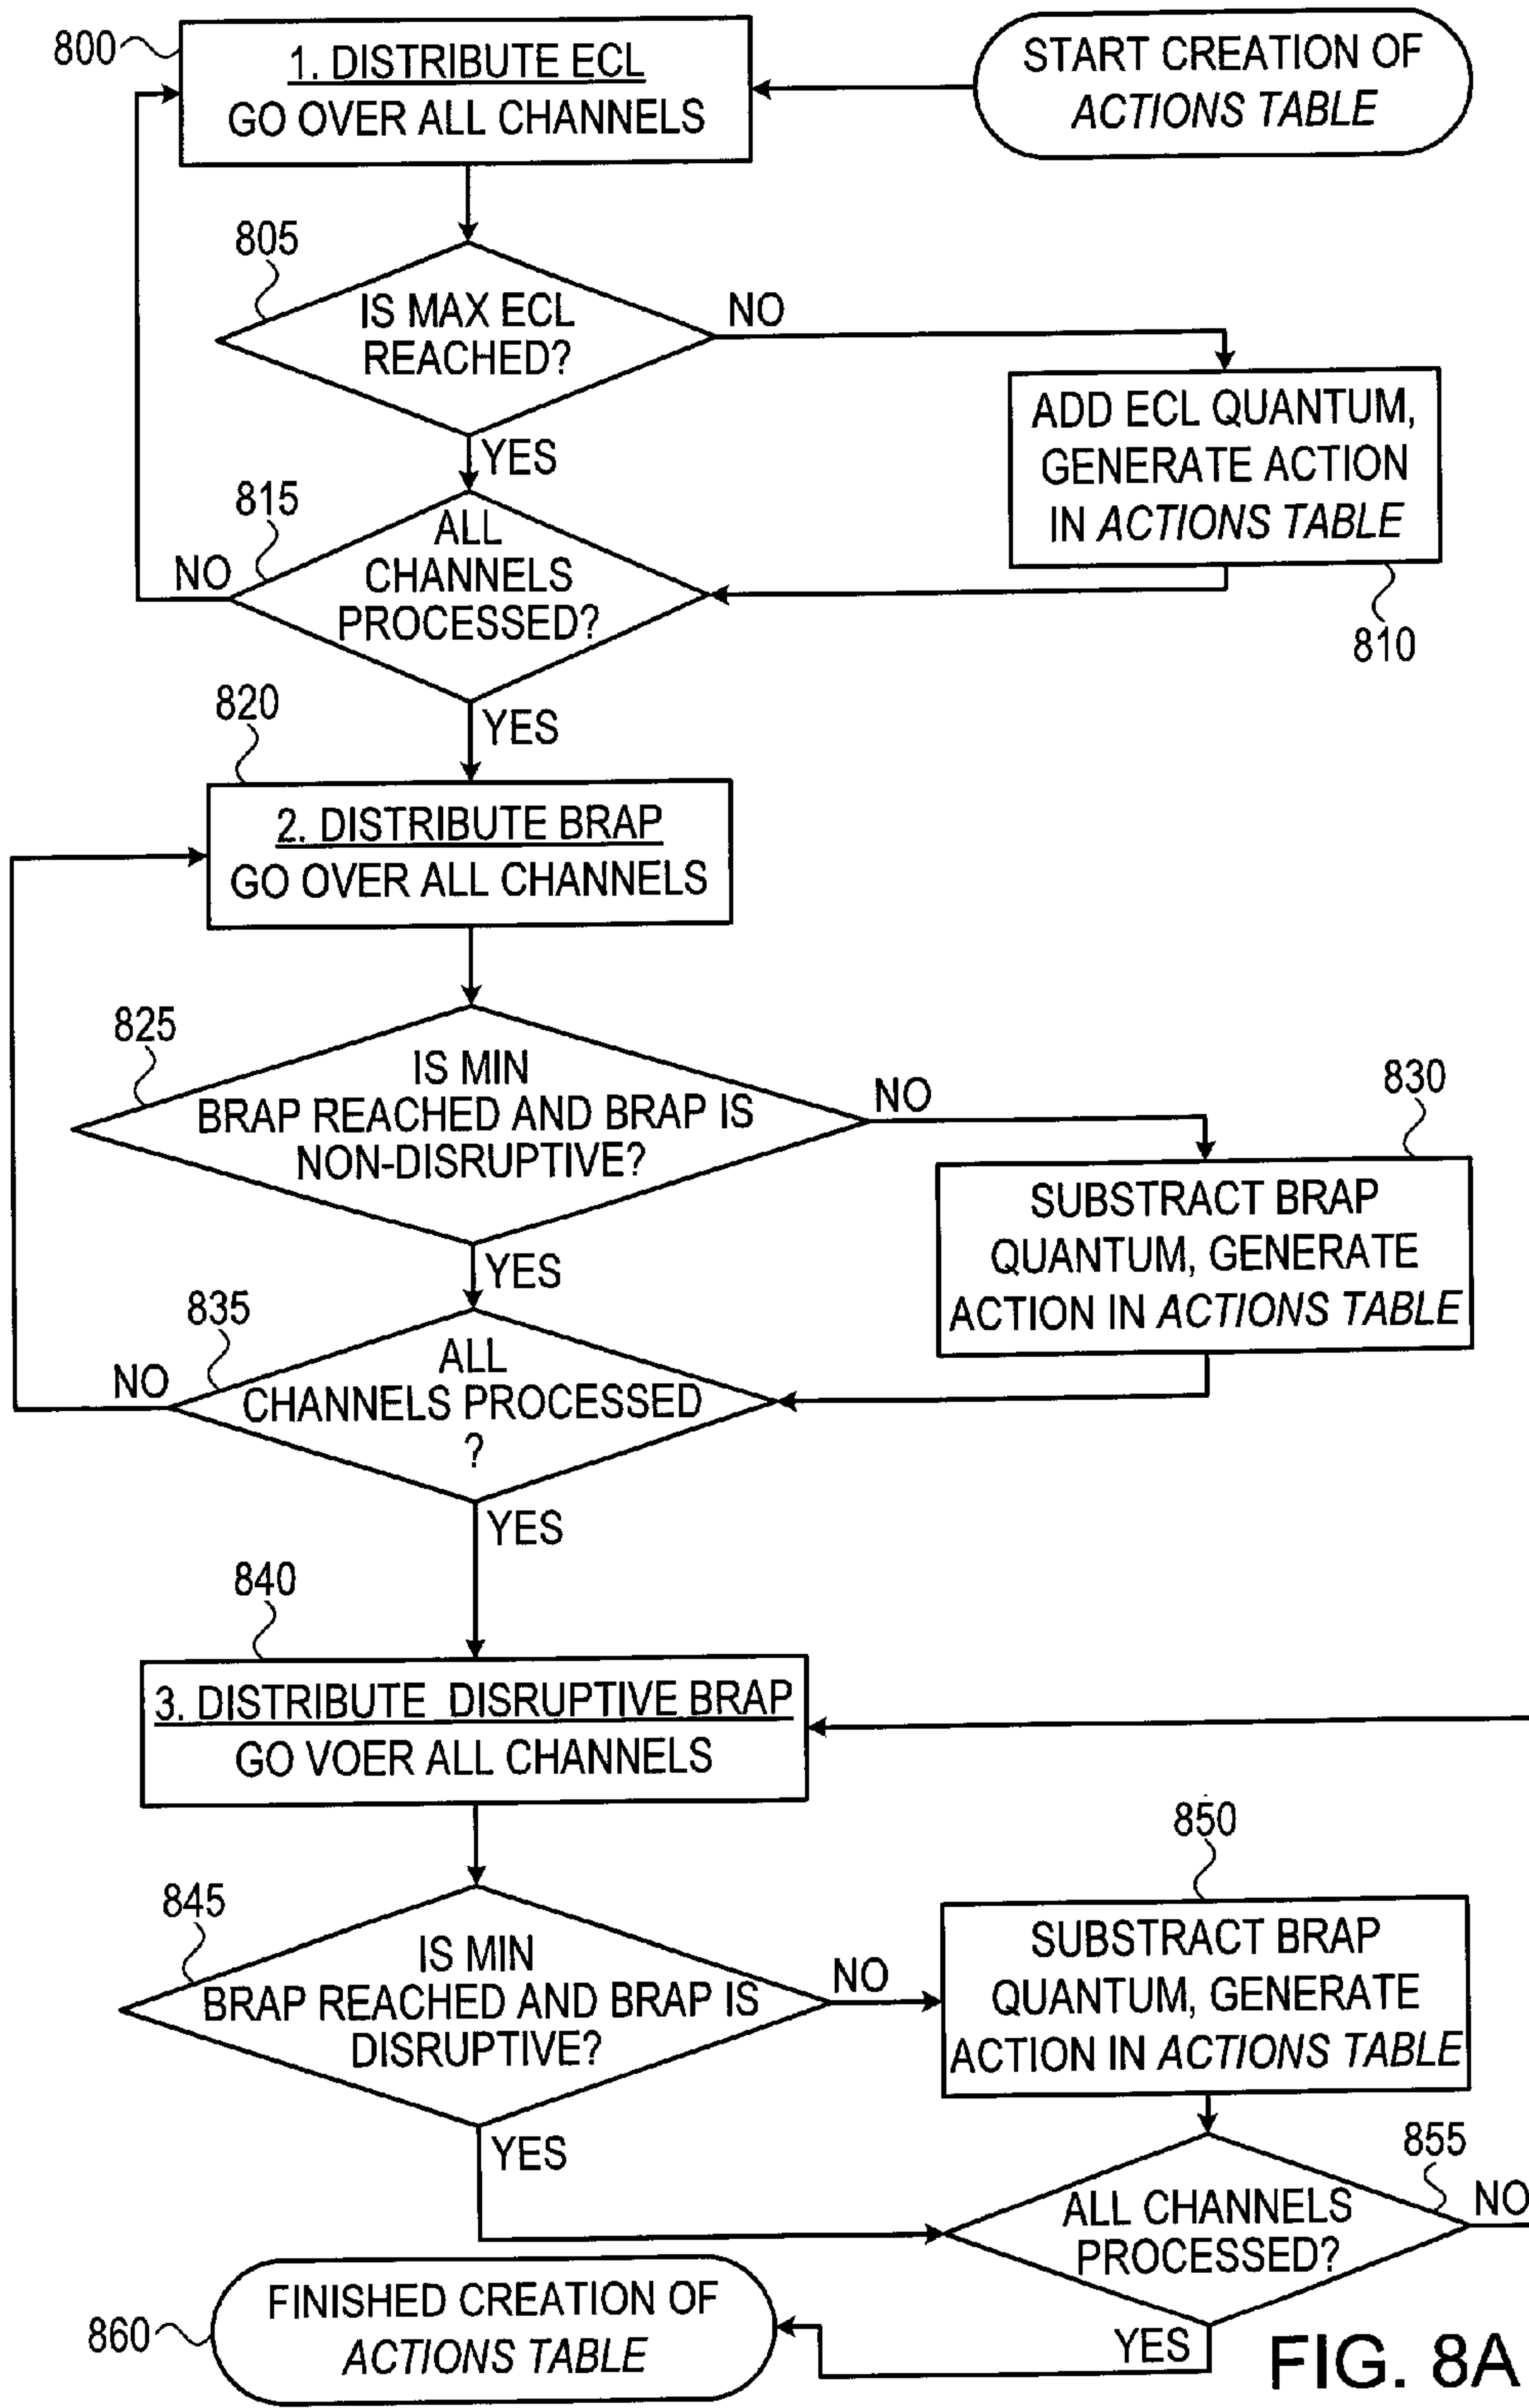 800
1. DISTRIBUTE ECL
GO OVER ALL CHANNELS
START CREATION OF
ACTIONS TABLE
805
IS MAX ECL
REACHED?
NO
YES
ADD ECL QUANTUM,
GENERATE ACTION
IN ACTIONS TABLE
810
815
ALL
CHANNELS
PROCESSED?
NO
YES
820
2. DISTRIBUTE BRAP
GO OVER ALL CHANNELS
825
IS MIN
BRAP REACHED AND BRAP IS
NON-DISRUPTIVE?
NO
YES
830
SUBSTRACT BRAP
QUANTUM, GENERATE
ACTION IN ACTIONS TABLE
835
ALL
CHANNELS PROCESSED
?
NO
YES
840
3. DISTRIBUTE DISRUPTIVE BRAP
GO VOER ALL CHANNELS
845
IS MIN
BRAP REACHED AND BRAP IS
DISRUPTIVE?
NO
YES
850
SUBSTRACT BRAP
QUANTUM, GENERATE
ACTION IN ACTIONS TABLE
855
ALL CHANNELS
PROCESSED?
NO
YES
860
FINISHED CREATION OF
ACTIONS TABLE
FIG. 8A